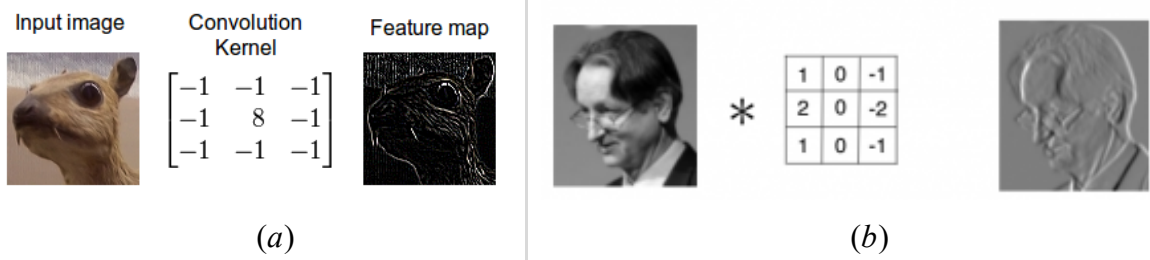 Input image
Convolution
Kernel
Feature map
−1 −1 −1
−1 8 −1
−1 −1 −1
(a)
*
1 0 -1
2 0 -2
1 0 -1
(b)